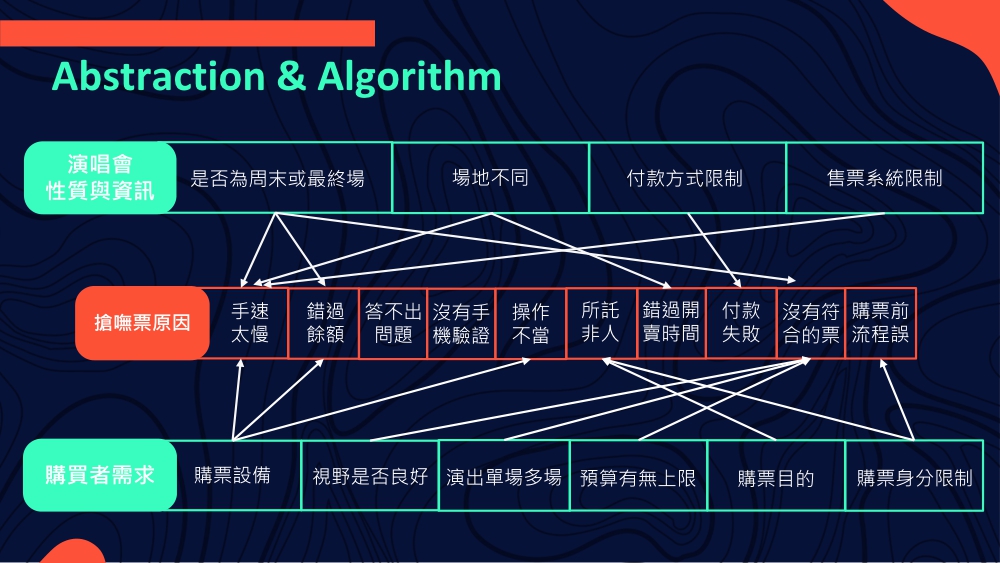 Abstraction & Algorithm
演唱會
性質與資訊
是否為周末或最終場
場地不同
付款方式限制
售票系統限制
搶嘸票原因
手速
太慢
錯過
餘額
答不出
問題
沒有手
機驗證
操作
不當
所託
非人
錯過開
賣時間
付款
失敗
沒有符
合的票
購票前
流程誤
購買者需求
購票設備
視野是否良好
演出單場多場
預算有無上限
購票目的
購票身分限制